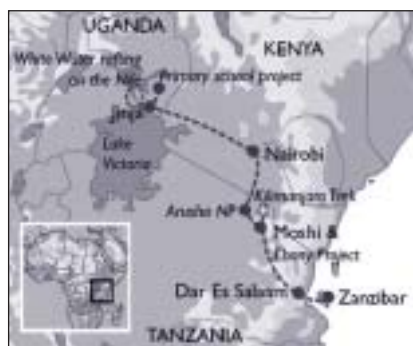 UGANDA
KENYA
White Water rafting
on the Nile
Primary school project
Jinja
Lake
Victoria
Nairobi
Kilimanjaro Trek
Arusha NP
Moshi &
Ebony Project
Dar Es Salaam
Zanzibar
TANZANIA